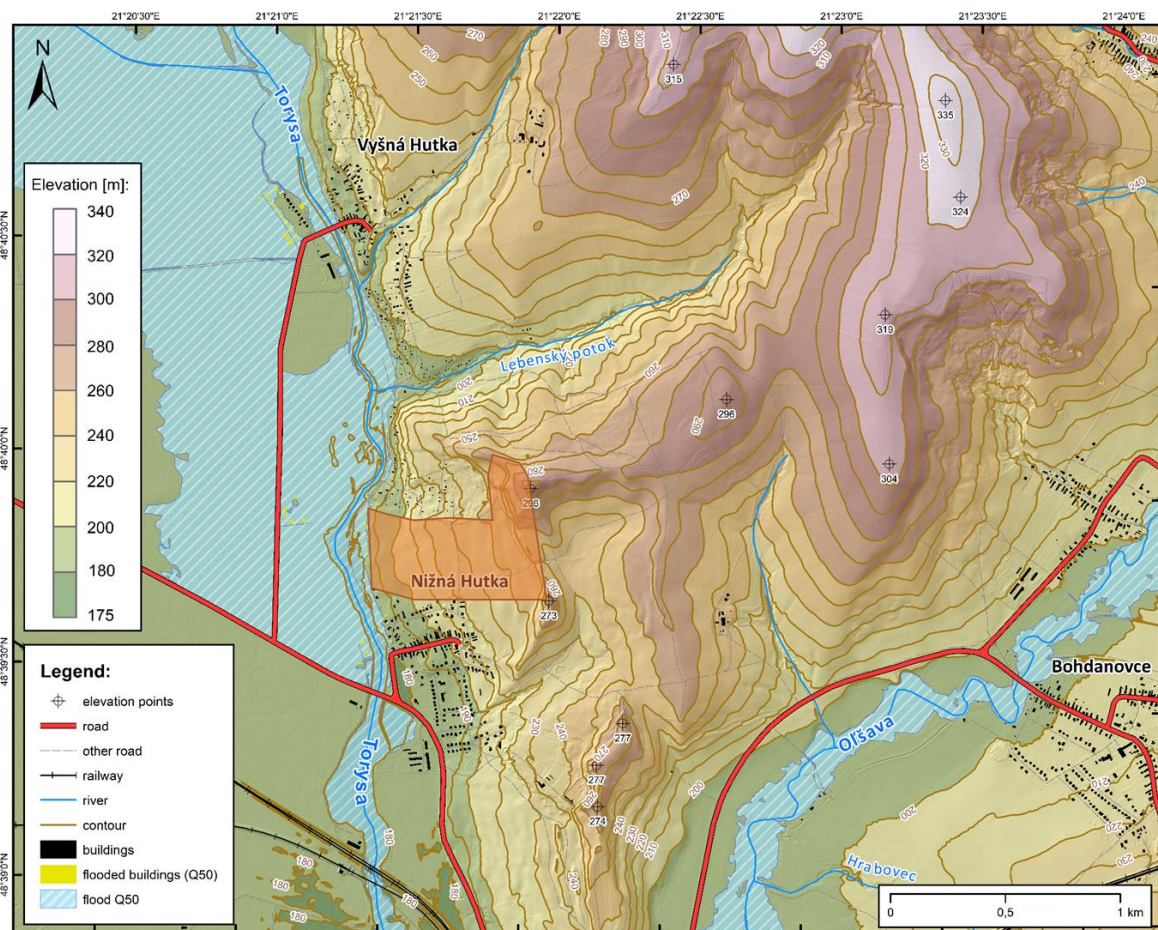 21°20'30"E 21°21'0"E 21°21'30"E 21°22'0"E 21°22'30"E 21°23'0"E 21°23'30"E 21°24'0"E
N
Torysa
Vyšná Hutka
315
335
324
319
296
304
273
277
277
274
48°40'30"N
48°40'0"N
48°39'30"N
48°39'0"N
Elevation [m]:
340
320
300
280
260
240
220
200
180
175
Lebenský potok
Nižná Hutka
Bohdanovce
Oľšava
Torysa
Hrabovec
Legend:
elevation points
road
other road
railway
river
contour
buildings
flooded buildings (Q50)
flood Q50
0 0,5 1 km